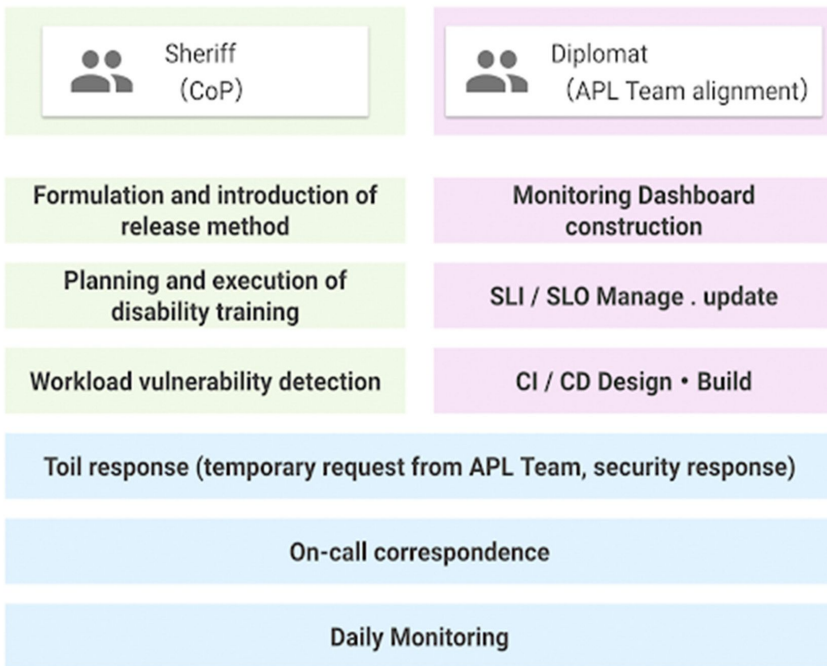 Sheriff
（CoP）
Diplomat
（APL Team alignment）
Formulation and introduction of
release method
Monitoring Dashboard
construction
Planning and execution of
disability training
SLI / SLO Manage . update
Workload vulnerability detection
CI / CD Design・Build
Toil response (temporary request from APL Team, security response)
On-call correspondence
Daily Monitoring